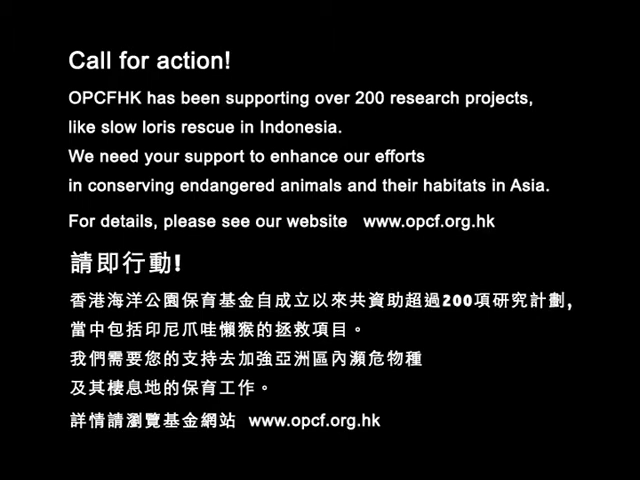 Call for action!
OPCFHK has been supporting over 200 research projects,
like slow loris rescue in Indonesia.
We need your support to enhance our efforts
in conserving endangered animals and their habitats in Asia.
For details, please see our website www.opcf.org.hk
請即行動!
香港海洋公園保育基金自成立以來共資助超過200項研究計劃,
當中包括印尼爪哇懶猴的拯救項目。
我們需要您的支持去加強亞洲區內瀕危物種
及其棲息地的保育工作。
詳情請瀏覽基金網站 www.opcf.org.hk